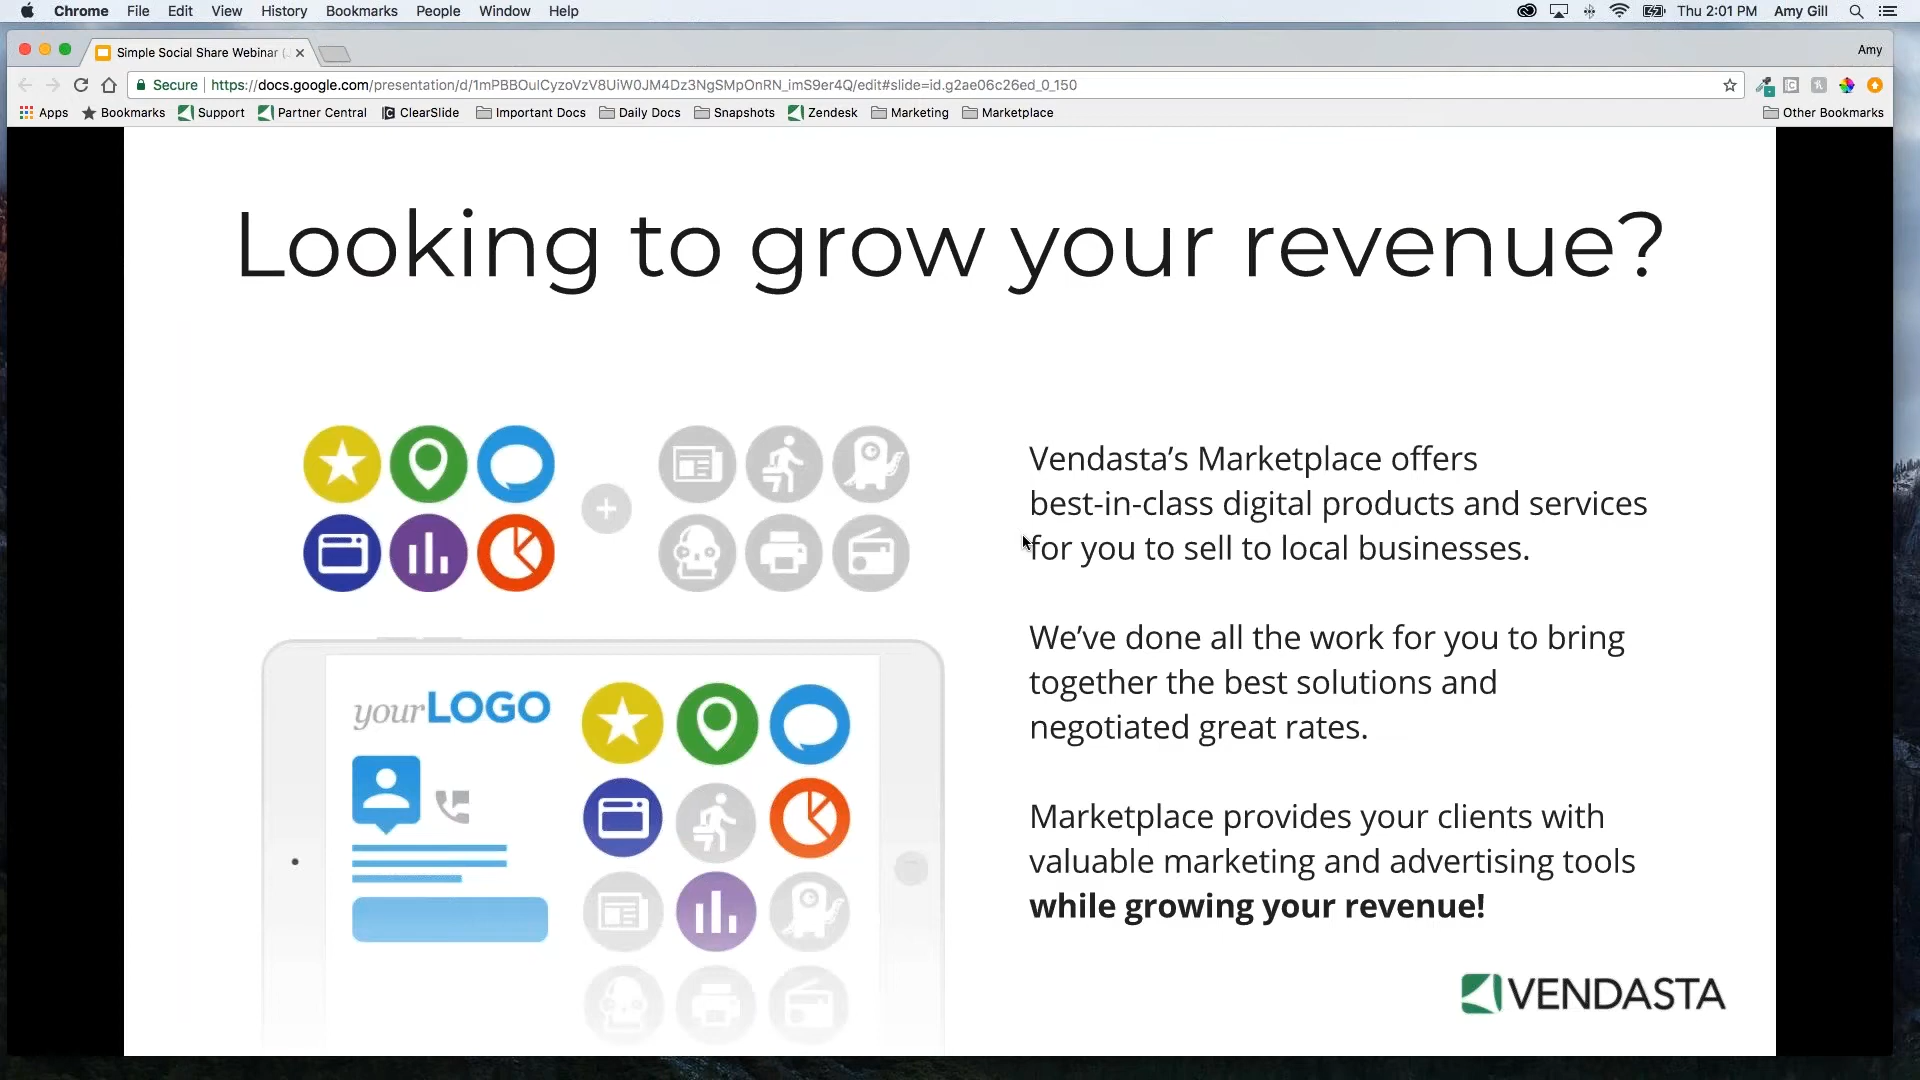 Chrome File Edit View History Bookmarks People Window Help Thu 2:01 PM Amy Gill
Simple Social Share Webinar ( Amy
Secure https://docs.google.com/presentation/d/1mPBBOulCyzoVzV8UiW0JM4Dz3NgSMpOnRN_imS9er4Q/edit#slide=id.g2ae06c26ed_0_150
Apps Bookmarks Support Partner Central ClearSlide Important Docs Daily Docs Snapshots Zendesk Marketing Marketplace Other Bookmarks
Looking to grow your revenue?
Vendasta’s Marketplace offers
best-in-class digital products and services
for you to sell to local businesses.
We’ve done all the work for you to bring
together the best solutions and
negotiated great rates.
Marketplace provides your clients with
valuable marketing and advertising tools
while growing your revenue!
yourLOGO
VENDASTA